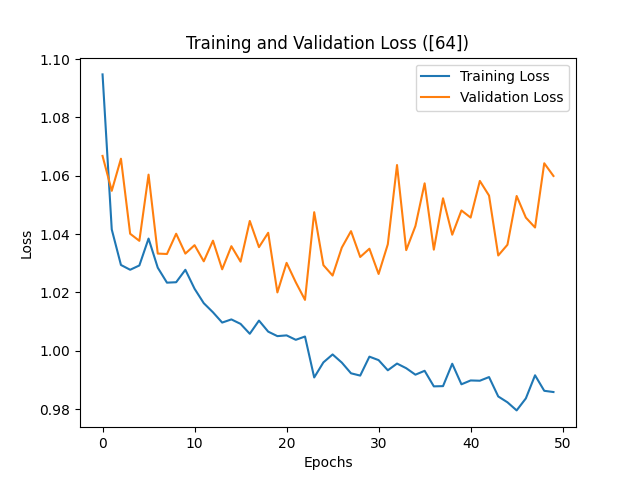 Training and Validation Loss ([64])
Training Loss
Validation Loss
1.10
1.08
1.06
1.04
1.02
1.00
0.98
Loss
0 10 20 30 40 50
Epochs